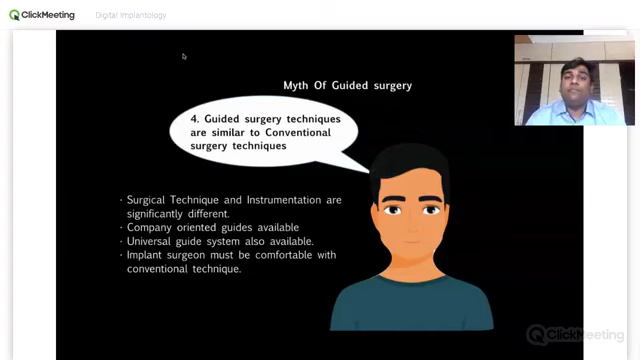 ClickMeeting
Digital Implantology
Myth Of Guided surgery
4. Guided surgery techniques
are similar to Conventional
surgery techniques
· Surgical Technique and Instrumentation are
significantly different.
· Company oriented guides available
· Universal guide system also available.
· Implant surgeon must be comfortable with
conventional technique.
ClickMeeting